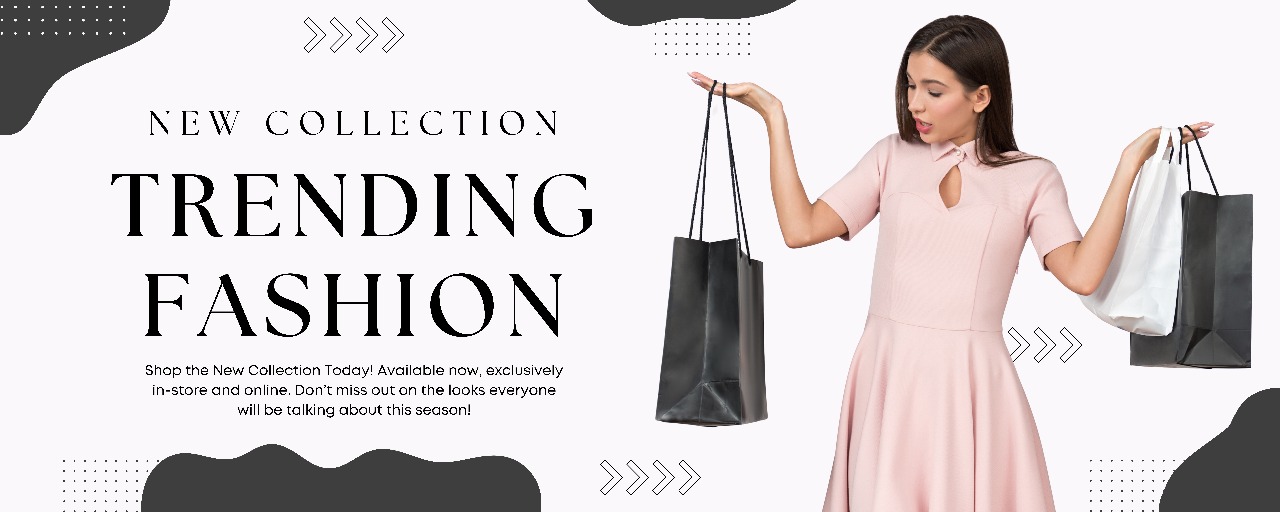 NEW COLLECTION
TRENDING
FASHION
Shop the New Collection Today! Available now, exclusively
in-store and online. Don't miss out on the looks everyone
will be talking about this season!